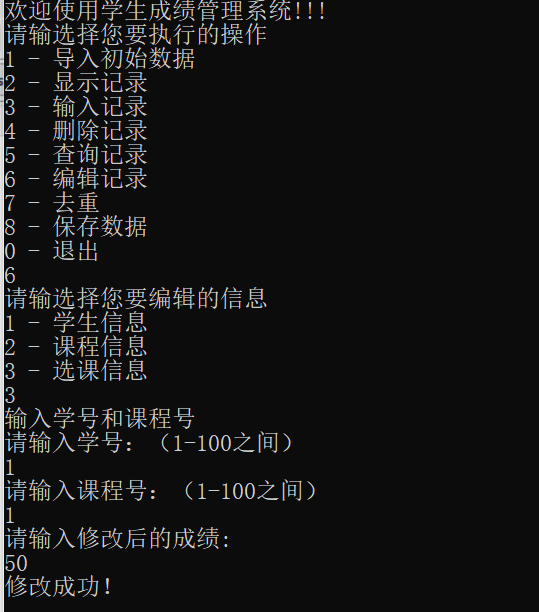 欢迎使用学生成绩管理系统!!!
请输选择您要执行的操作
1 - 导入初始数据
2 - 显示记录
3 - 输入记录
4 - 删除记录
5 - 查询记录
6 - 编辑记录
7 - 去重
8 - 保存数据
0 - 退出
6
请输选择您要编辑的信息
1 - 学生信息
2 - 课程信息
3 - 选课信息
3
输入学号和课程号
请输入学号：（1-100之间）
1
请输入课程号：（1-100之间）
1
请输入修改后的成绩:
50
修改成功!